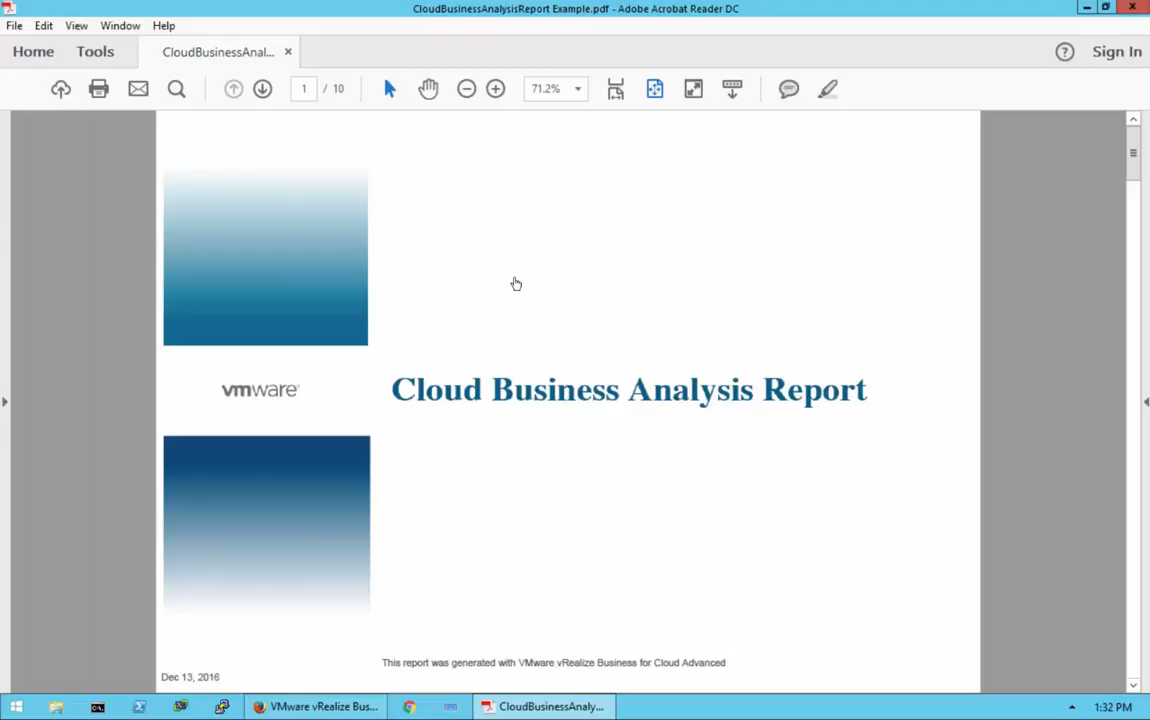 CloudBusinessAnalysisReport Example.pdf - Adobe Acrobat Reader DC
File Edit View Window Help
Home Tools CloudBusinessAnal... × ? Sign In
1 / 10 71.2%
vmware
Cloud Business Analysis Report
This report was generated with VMware vRealize Business for Cloud Advanced
Dec 13, 2016
VMware vRealize Bus... CloudBusinessAnaly... 1:32 PM